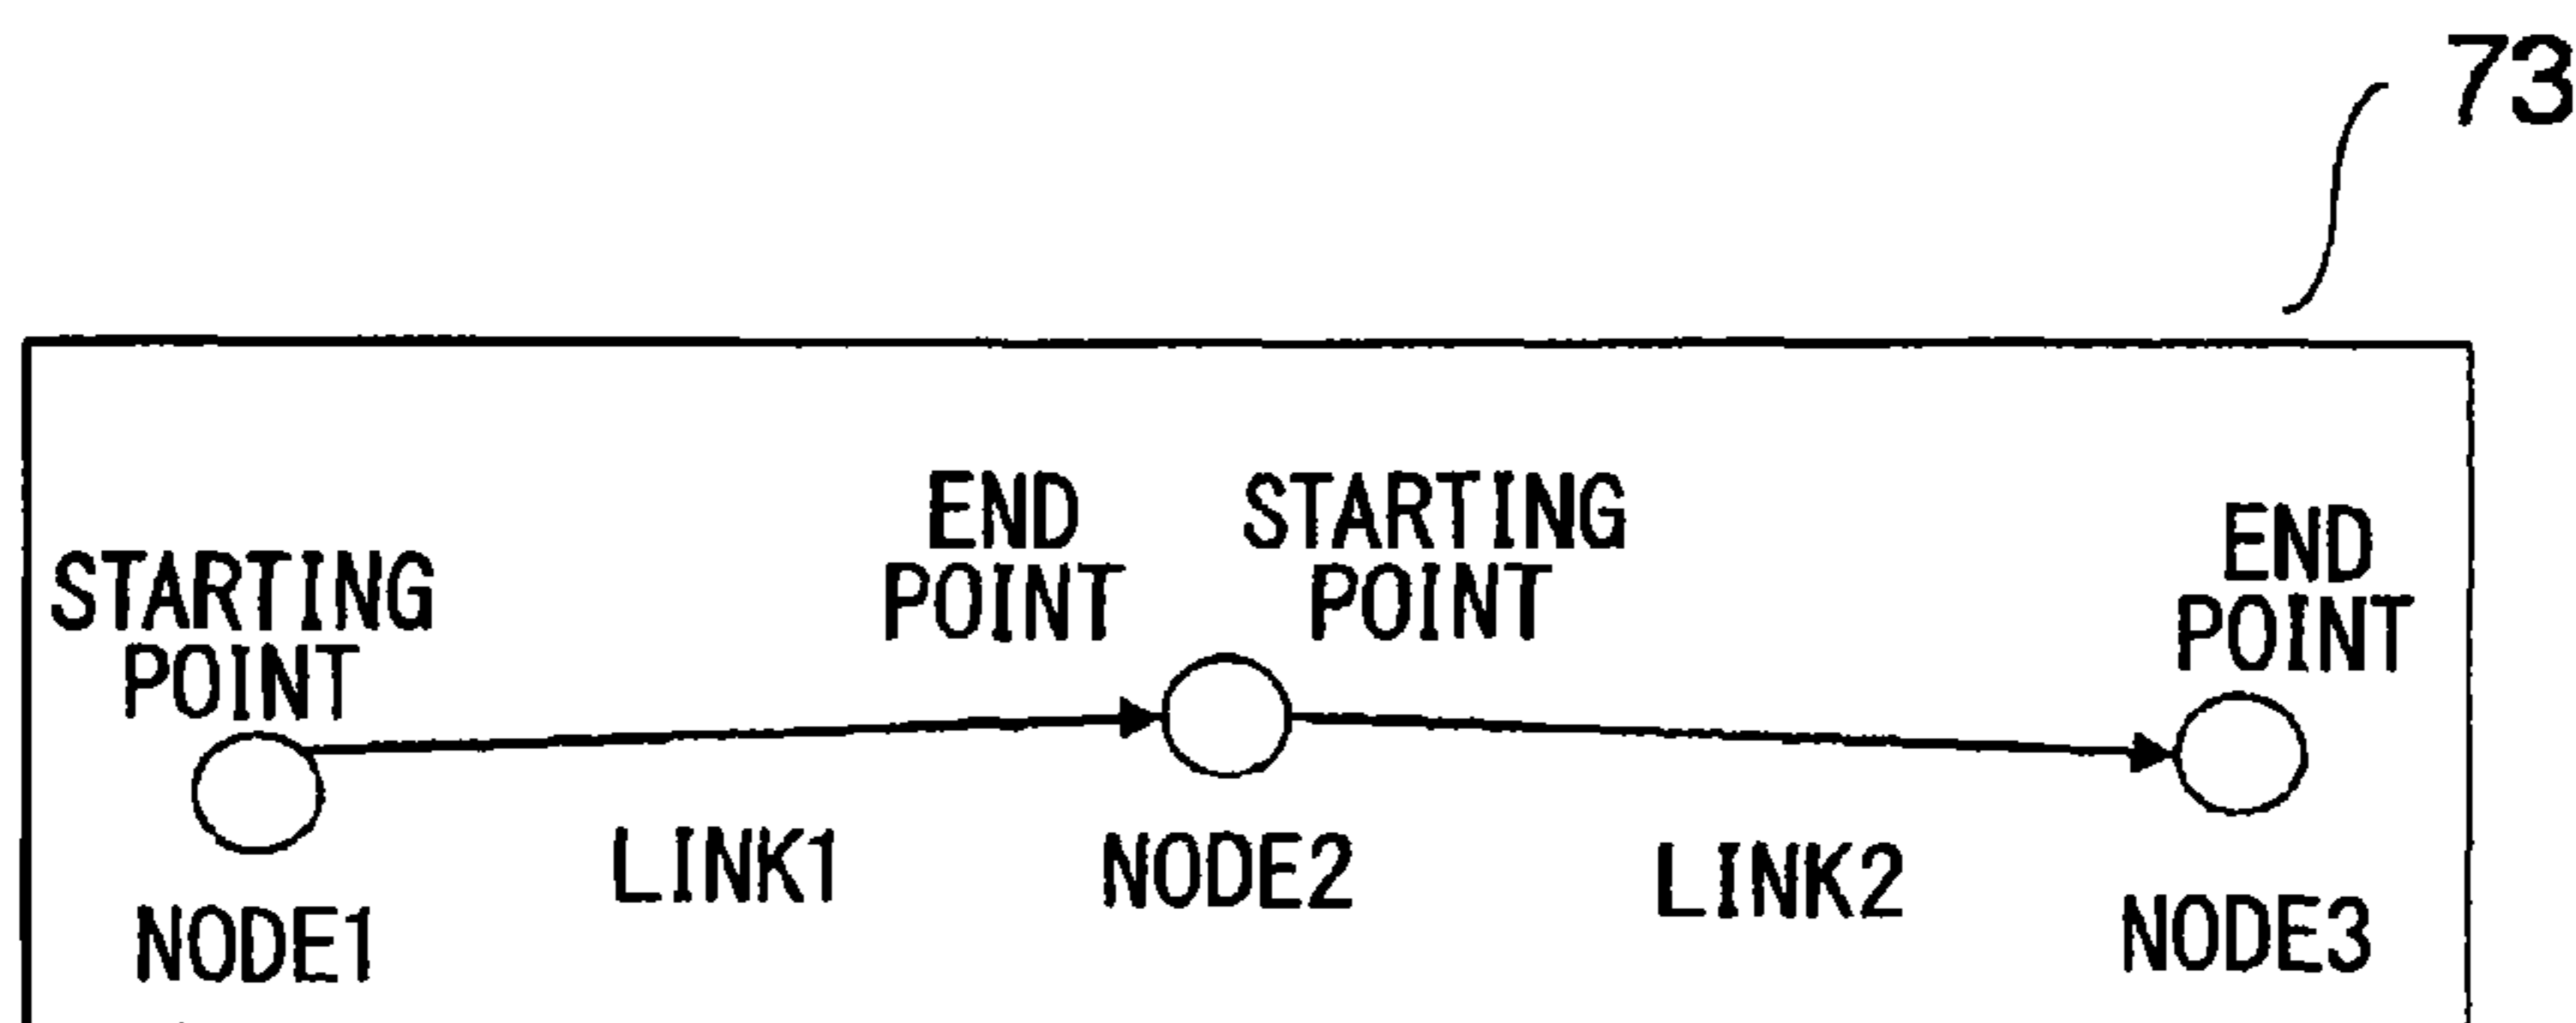 73
END STARTING
POINT POINT
END
POINT
STARTING
POINT
LINK1 NODE2 LINK2
NODE1 NODE3